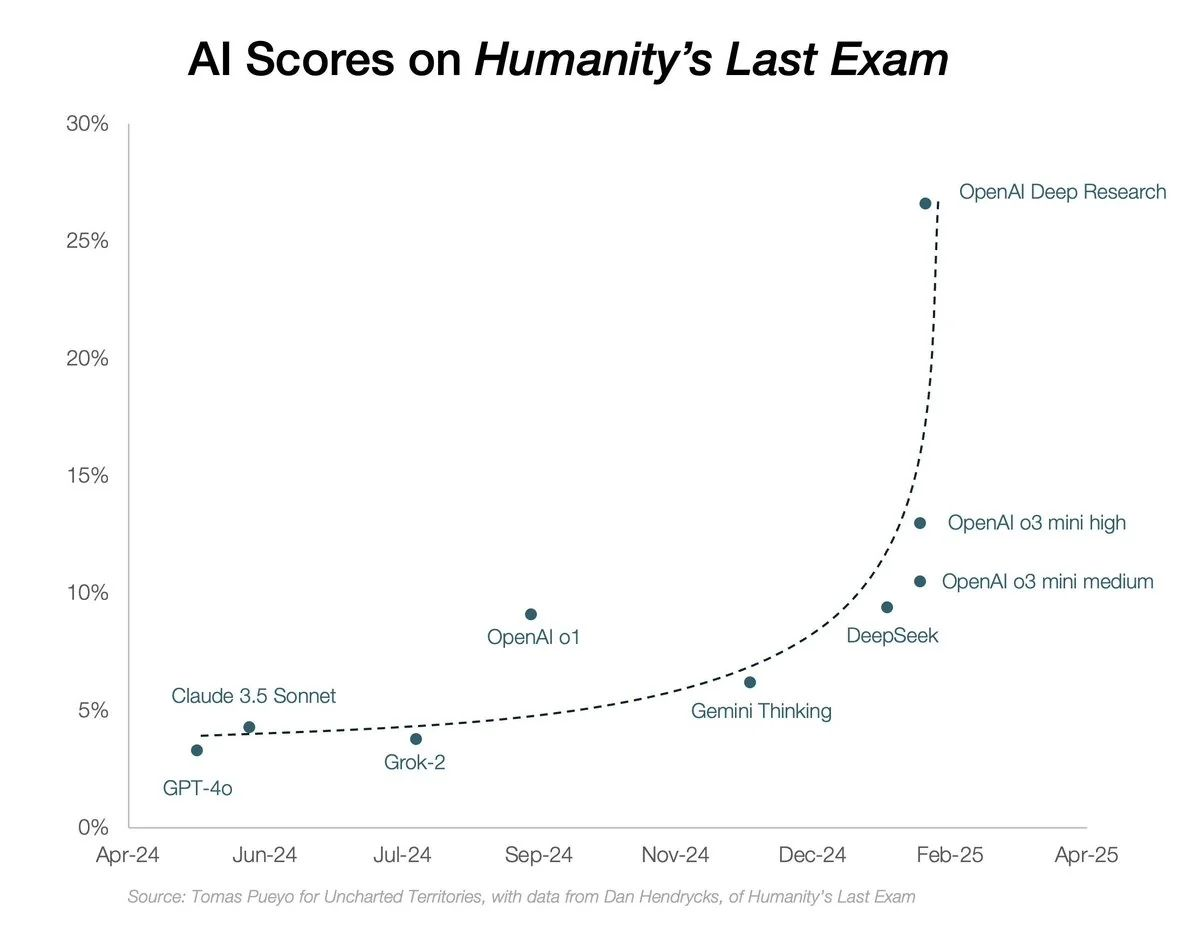 AI Scores on Humanity's Last Exam
30%
OpenAI Deep Research
25%
20%
15%
OpenAI o3 mini high
10%
OpenAI o3 mini medium
OpenAI o1
DeepSeek
Claude 3.5 Sonnet
5%
Gemini Thinking
Grok-2
GPT-4o
0%
Apr-24 Jun-24 Jul-24 Sep-24 Nov-24 Dec-24 Feb-25 Apr-25
Source: Tomas Pueyo for Uncharted Territories, with data from Dan Hendrycks, of Humanity's Last Exam